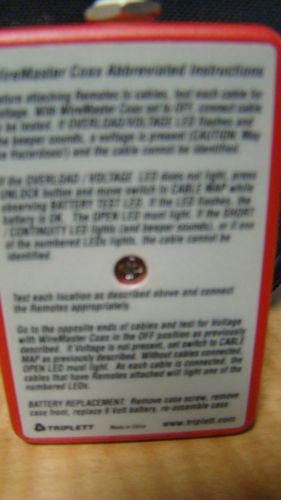 WireMaster Coax Abbreviated Instructions
Before attaching Remotes to cables, test each cable for
voltage. With WireMaster Coax set to OFF, connect cable
to be tested. If OVERLOAD/VOLTAGE LED flashes and
the beeper sounds, a voltage is present (CAUTION: May
be Hazardous!) and the cable cannot be identified.
If the OVERLOAD / VOLTAGE LED does not light, press
UNLOCK button and move switch to CABLE MAP while
observing BATTERY TEST LED. If the LED flashes, the
battery is OK. The OPEN LED must light. If the SHORT
/ CONTINUITY LED lights (and beeper sounds), or if one
of the numbered LEDs lights, the cable cannot be
identified.
Test each location as described above and connect
the Remotes appropriately.
Go to the opposite ends of cables and test for Voltage
with WireMaster Coax in the OFF position as previously
described. If Voltage is not present, set switch to CABLE
MAP as previously described. Without cables connected,
OPEN LED must light. As each cable is connected, the
cables that have Remotes attached will light one of the
numbered LEDs.
BATTERY REPLACEMENT: Remove case screw, remove
case front, replace 9 Volt battery, re-assemble case
TRIPLETT Made in China www.triplett.com